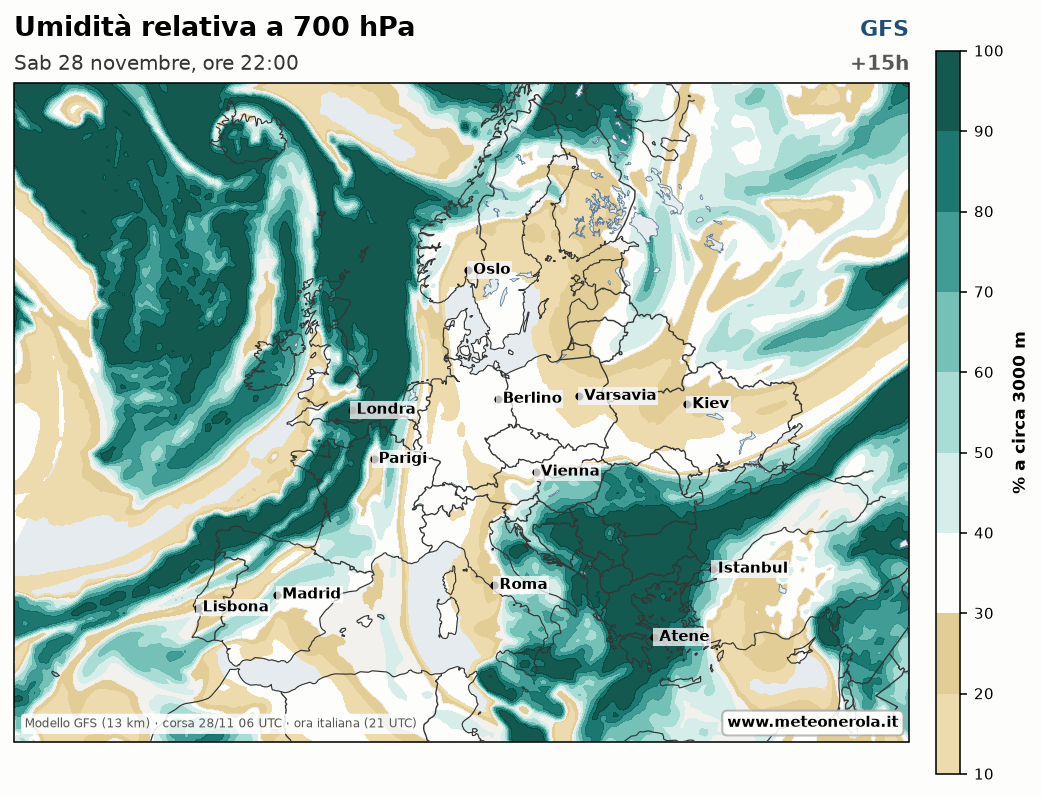 Umidità relativa a 700 hPa
GFS
Sab 28 novembre, ore 22:00
+15h
100
90
80
70
60
50
40
30
20
10
% a circa 3000 m
Oslo
Berlino
Varsavia
Kiev
Londra
Parigi
Vienna
Istanbul
Roma
Madrid
Lisbona
Atene
Modello GFS (13 km) · corsa 28/11 06 UTC · ora italiana (21 UTC)
www.meteonerola.it